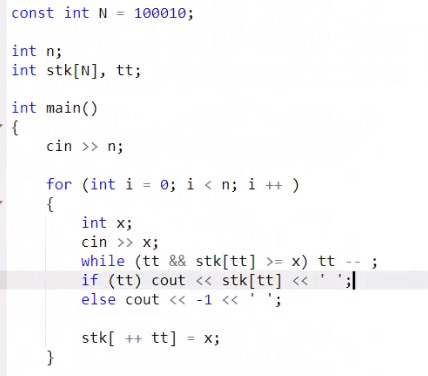 const int N = 100010;
int n;
int stk[N], tt;
int main()
{
cin >> n;
for (int i = 0; i < n; i ++ )
{
int x;
cin >> x;
while (tt && stk[tt] >= x) tt -- ;
if (tt) cout << stk[tt] << ' ';
else cout << -1 << ' ';
stk[ ++ tt] = x;
}